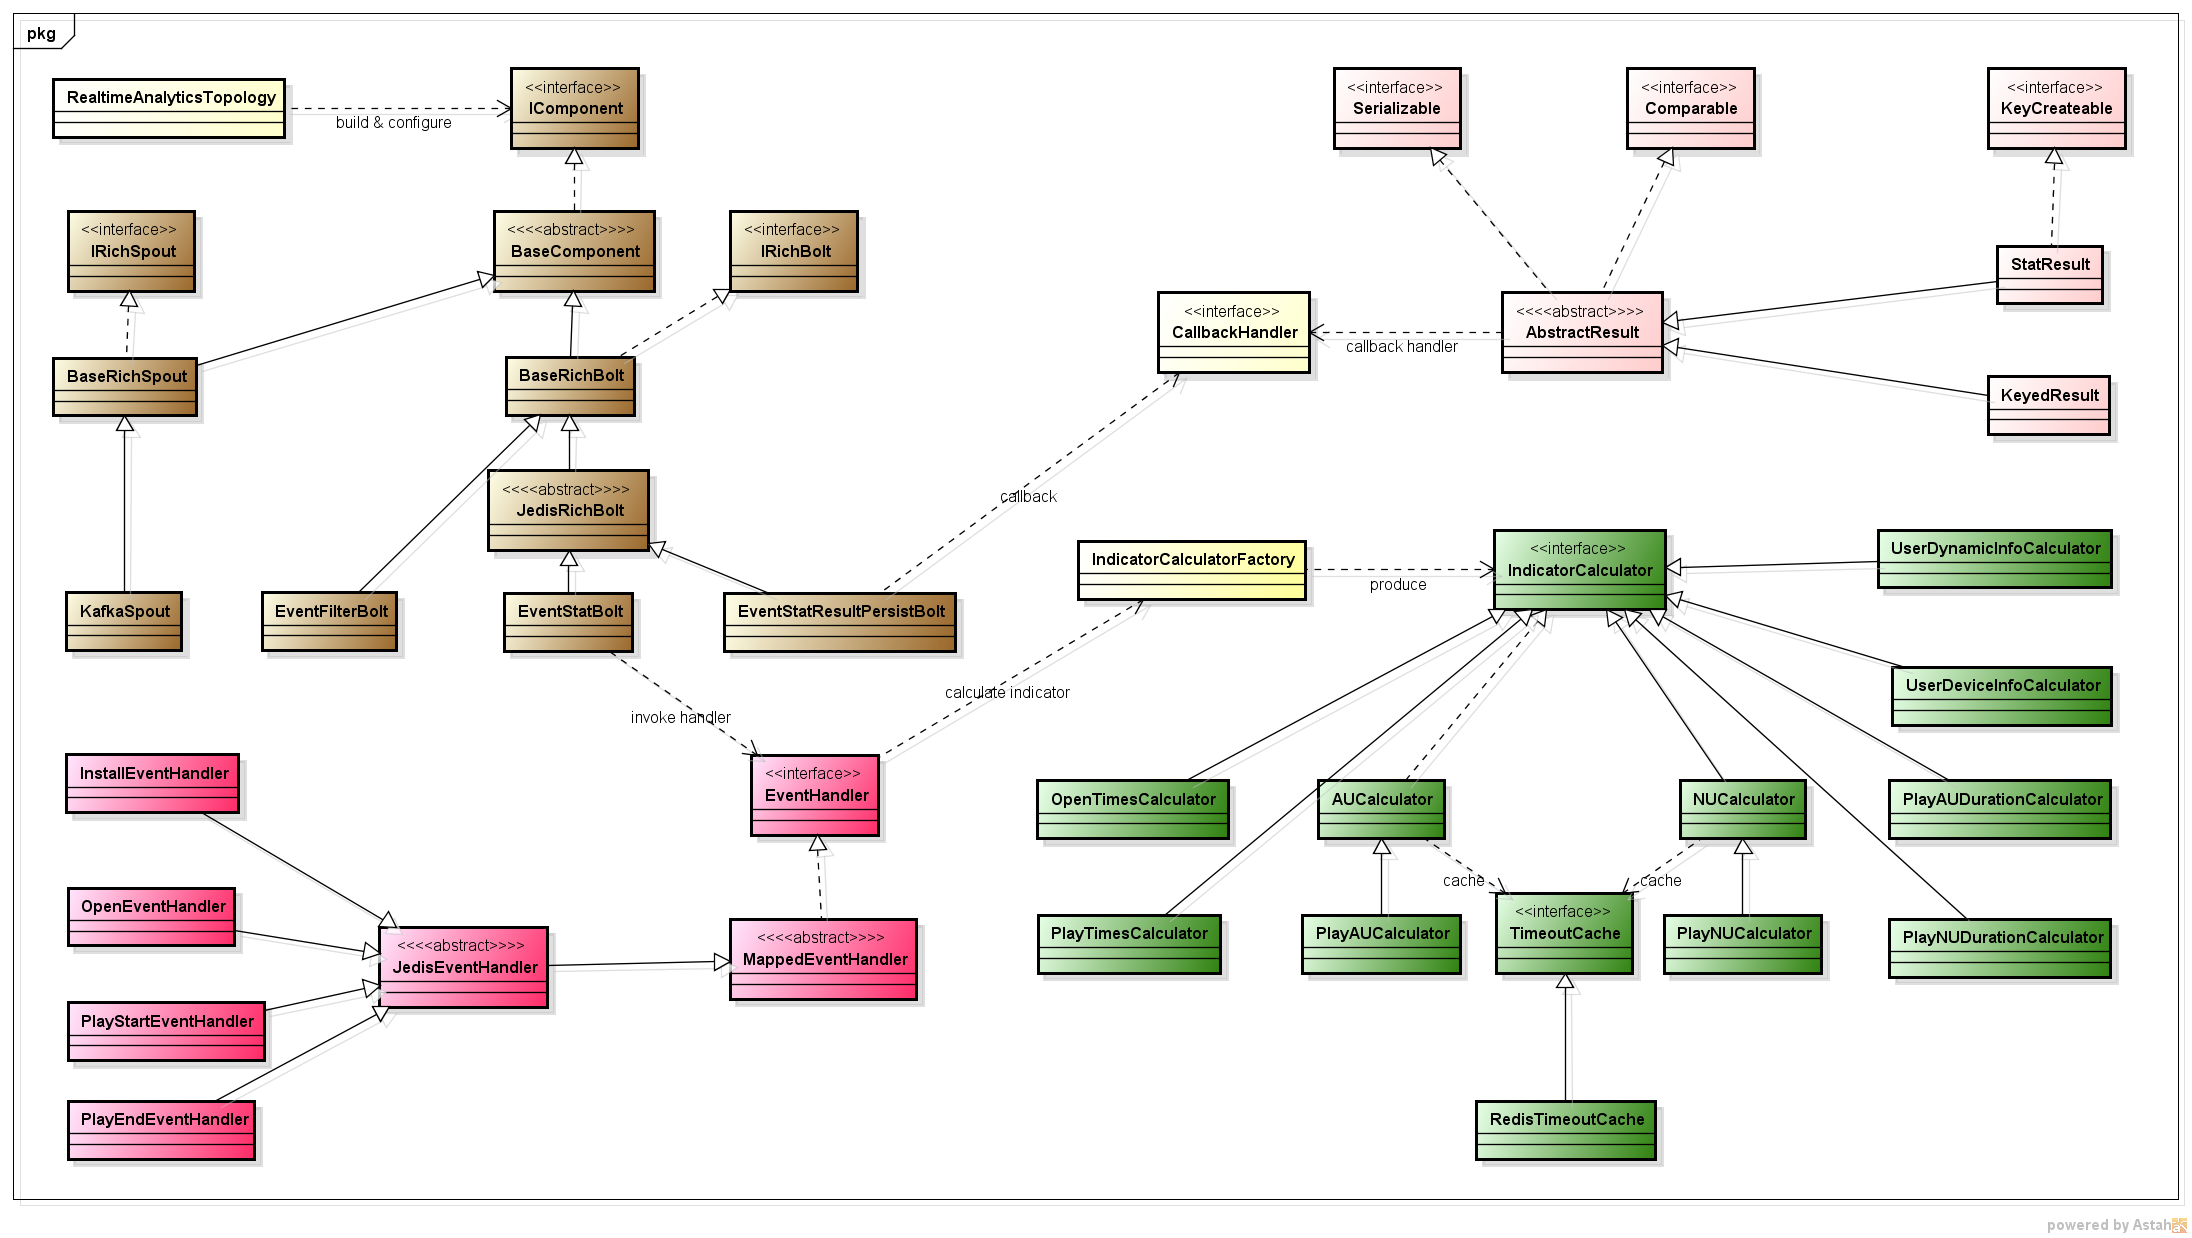 pkg
RealtimeAnalyticsTopology
build & configure
<<interface>>
IComponent
<<interface>>
Serializable
<<interface>>
Comparable
<<interface>>
KeyCreateable
<<interface>>
IRichSpout
<<<<abstract>>>>
BaseComponent
<<interface>>
IRichBolt
StatResult
<<interface>>
CallbackHandler
callback handler
<<<<abstract>>>>
AbstractResult
BaseRichSpout
BaseRichBolt
KeyedResult
<<<<abstract>>>>
JedisRichBolt
callback
IndicatorCalculatorFactory
produce
<<interface>>
IndicatorCalculator
UserDynamicInfoCalculator
KafkaSpout
EventFilterBolt
EventStatBolt
EventStatResultPersistBolt
calculate indicator
UserDeviceInfoCalculator
invoke handler
InstallEventHandler
<<interface>>
EventHandler
OpenTimesCalculator
AUCalculator
NUCalculator
PlayAUDurationCalculator
cache
cache
OpenEventHandler
<<<<abstract>>>>
JedisEventHandler
<<<<abstract>>>>
MappedEventHandler
PlayTimesCalculator
PlayAUCalculator
<<interface>>
TimeoutCache
PlayNUCalculator
PlayNUDurationCalculator
PlayStartEventHandler
PlayEndEventHandler
RedisTimeoutCache
powered by Astah